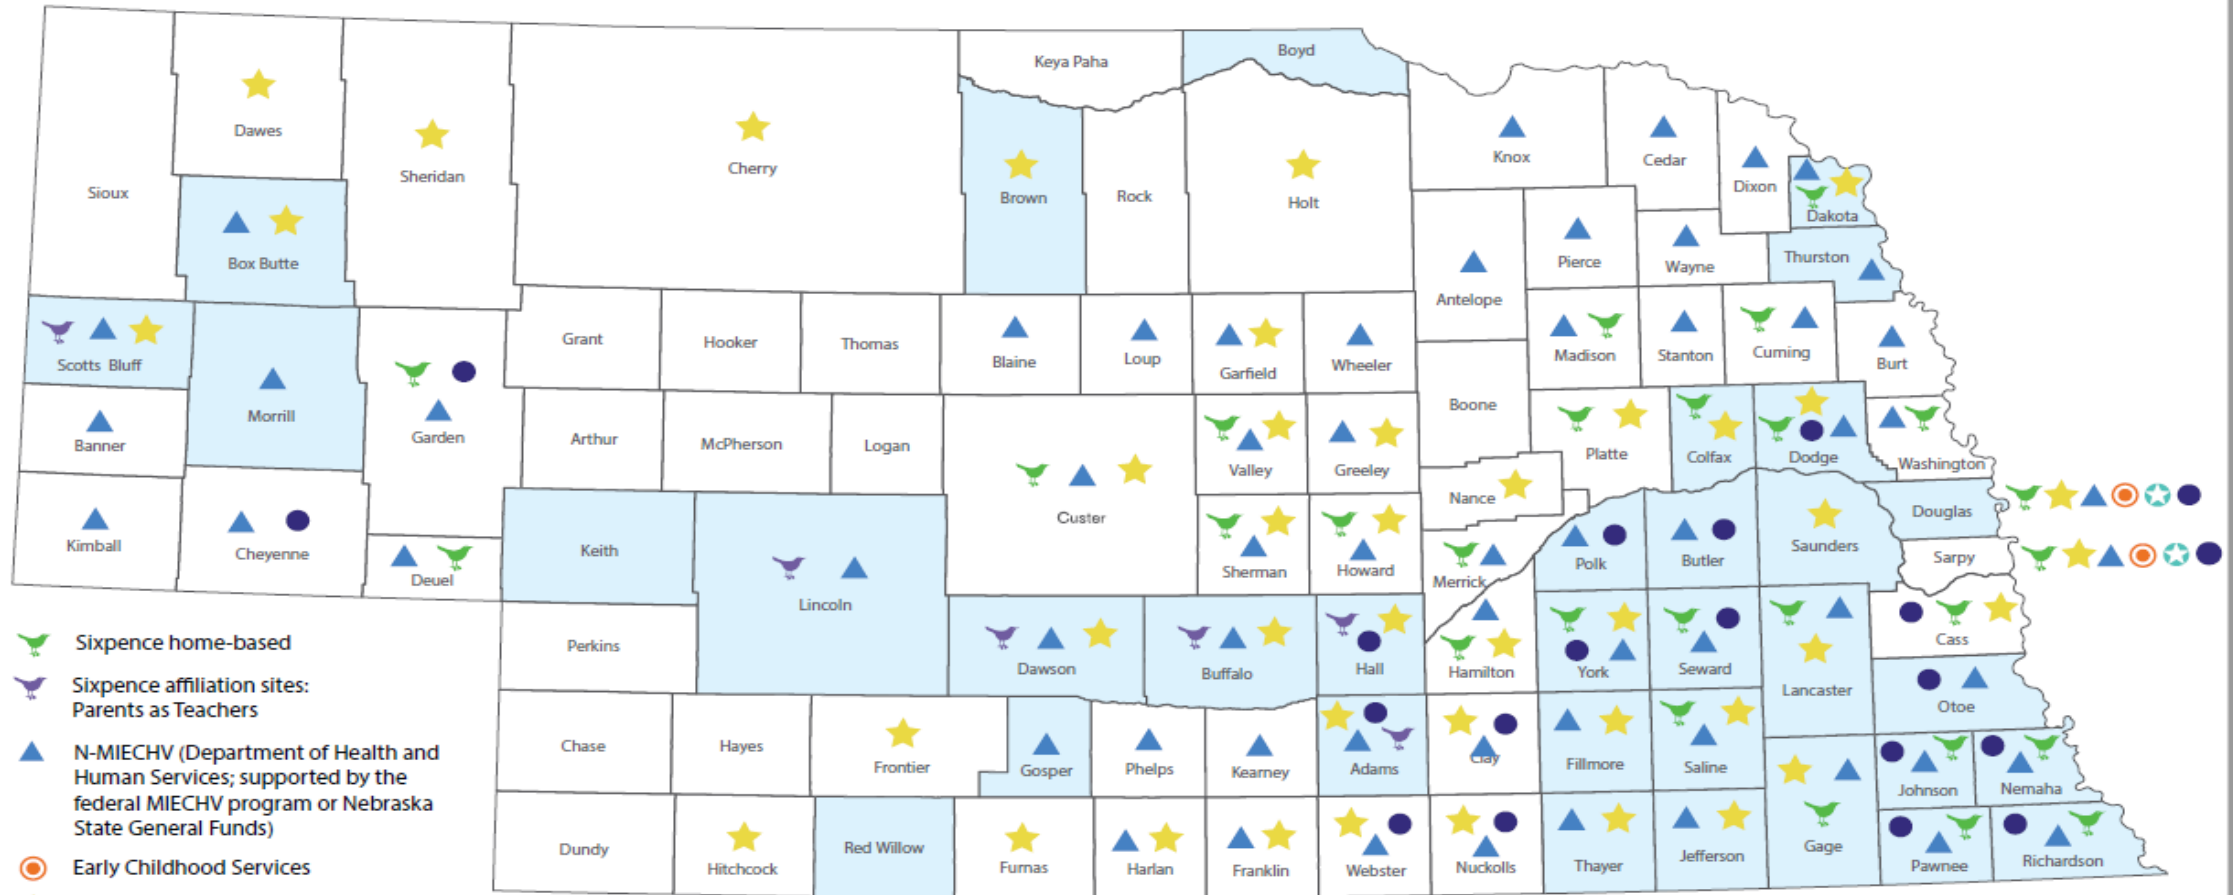 Boyd
Keya Paha
Dawes
Sheridan
Cherry
Knox
Cedar
Dixon
Sioux
Brown
Rock
Holt
Dakota
Box Butte
Pierce
Wayne
Thurston
Antelope
Scotts Bluff
Grant
Hooker
Thomas
Blaine
Loup
Garfield
Wheeler
Madison
Stanton
Cuming
Burt
Morrill
Garden
Banner
Arthur
McPherson
Logan
Boone
Platte
Colfax
Dodge
Washington
Valley
Greeley
Nance
Custer
Kimball
Cheyenne
Deuel
Keith
Lincoln
Sherman
Howard
Merrick
Polk
Butler
Saunders
Douglas
Sarpy
Perkins
Dawson
Buffalo
Hall
Hamilton
York
Seward
Lancaster
Cass
Otoe
Chase
Hayes
Frontier
Gosper
Phelps
Kearney
Adams
Clay
Fillmore
Saline
Johnson
Nemaha
Dundy
Hitchcock
Red Willow
Furnas
Harlan
Franklin
Webster
Nuckolls
Thayer
Jefferson
Gage
Pawnee
Richardson
Sixpence home-based
Sixpence affiliation sites:
Parents as Teachers
N-MIECHV (Department of Health and
Human Services; supported by the
federal MIECHV program or Nebraska
State General Funds)
Early Childhood Services